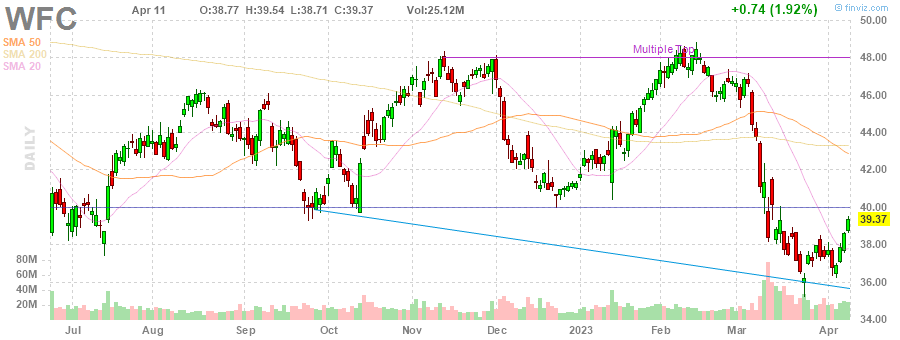 WFC Apr 11 O:38.77 H:39.54 L:38.71 C:39.37 Vol:25.12M +0.74 (1.92%) © finviz.com
SMA 50
SMA 200
SMA 20
Multiple Top
DAILY
50.00
48.00
46.00
44.00
42.00
40.00
39.37
38.00
36.00
34.00
80M
60M
40M
20M
Jul Aug Sep Oct Nov Dec 2023 Feb Mar Apr